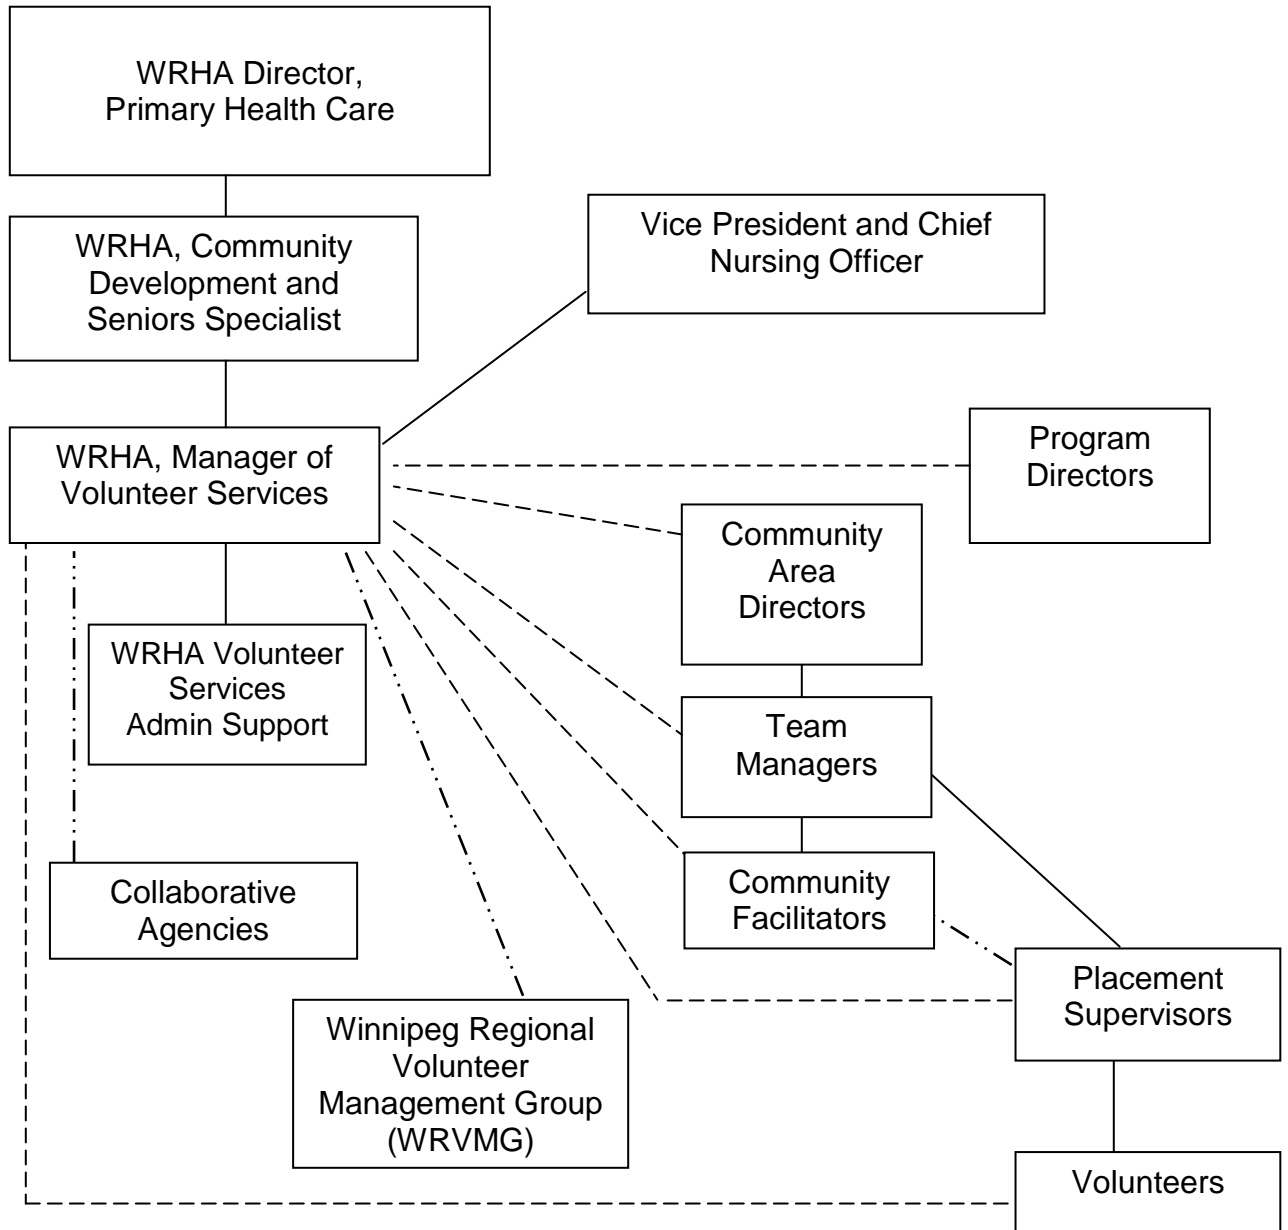 WRHA Director,
Primary Health Care
WRHA, Community
Development and
Seniors Specialist
Vice President and Chief
Nursing Officer
WRHA, Manager of
Volunteer Services
Program
Directors
Community
Area
Directors
WRHA Volunteer
Services
Admin Support
Team
Managers
Collaborative
Agencies
Community
Facilitators
Placement
Supervisors
Winnipeg Regional
Volunteer
Management Group
(WRVMG)
Volunteers